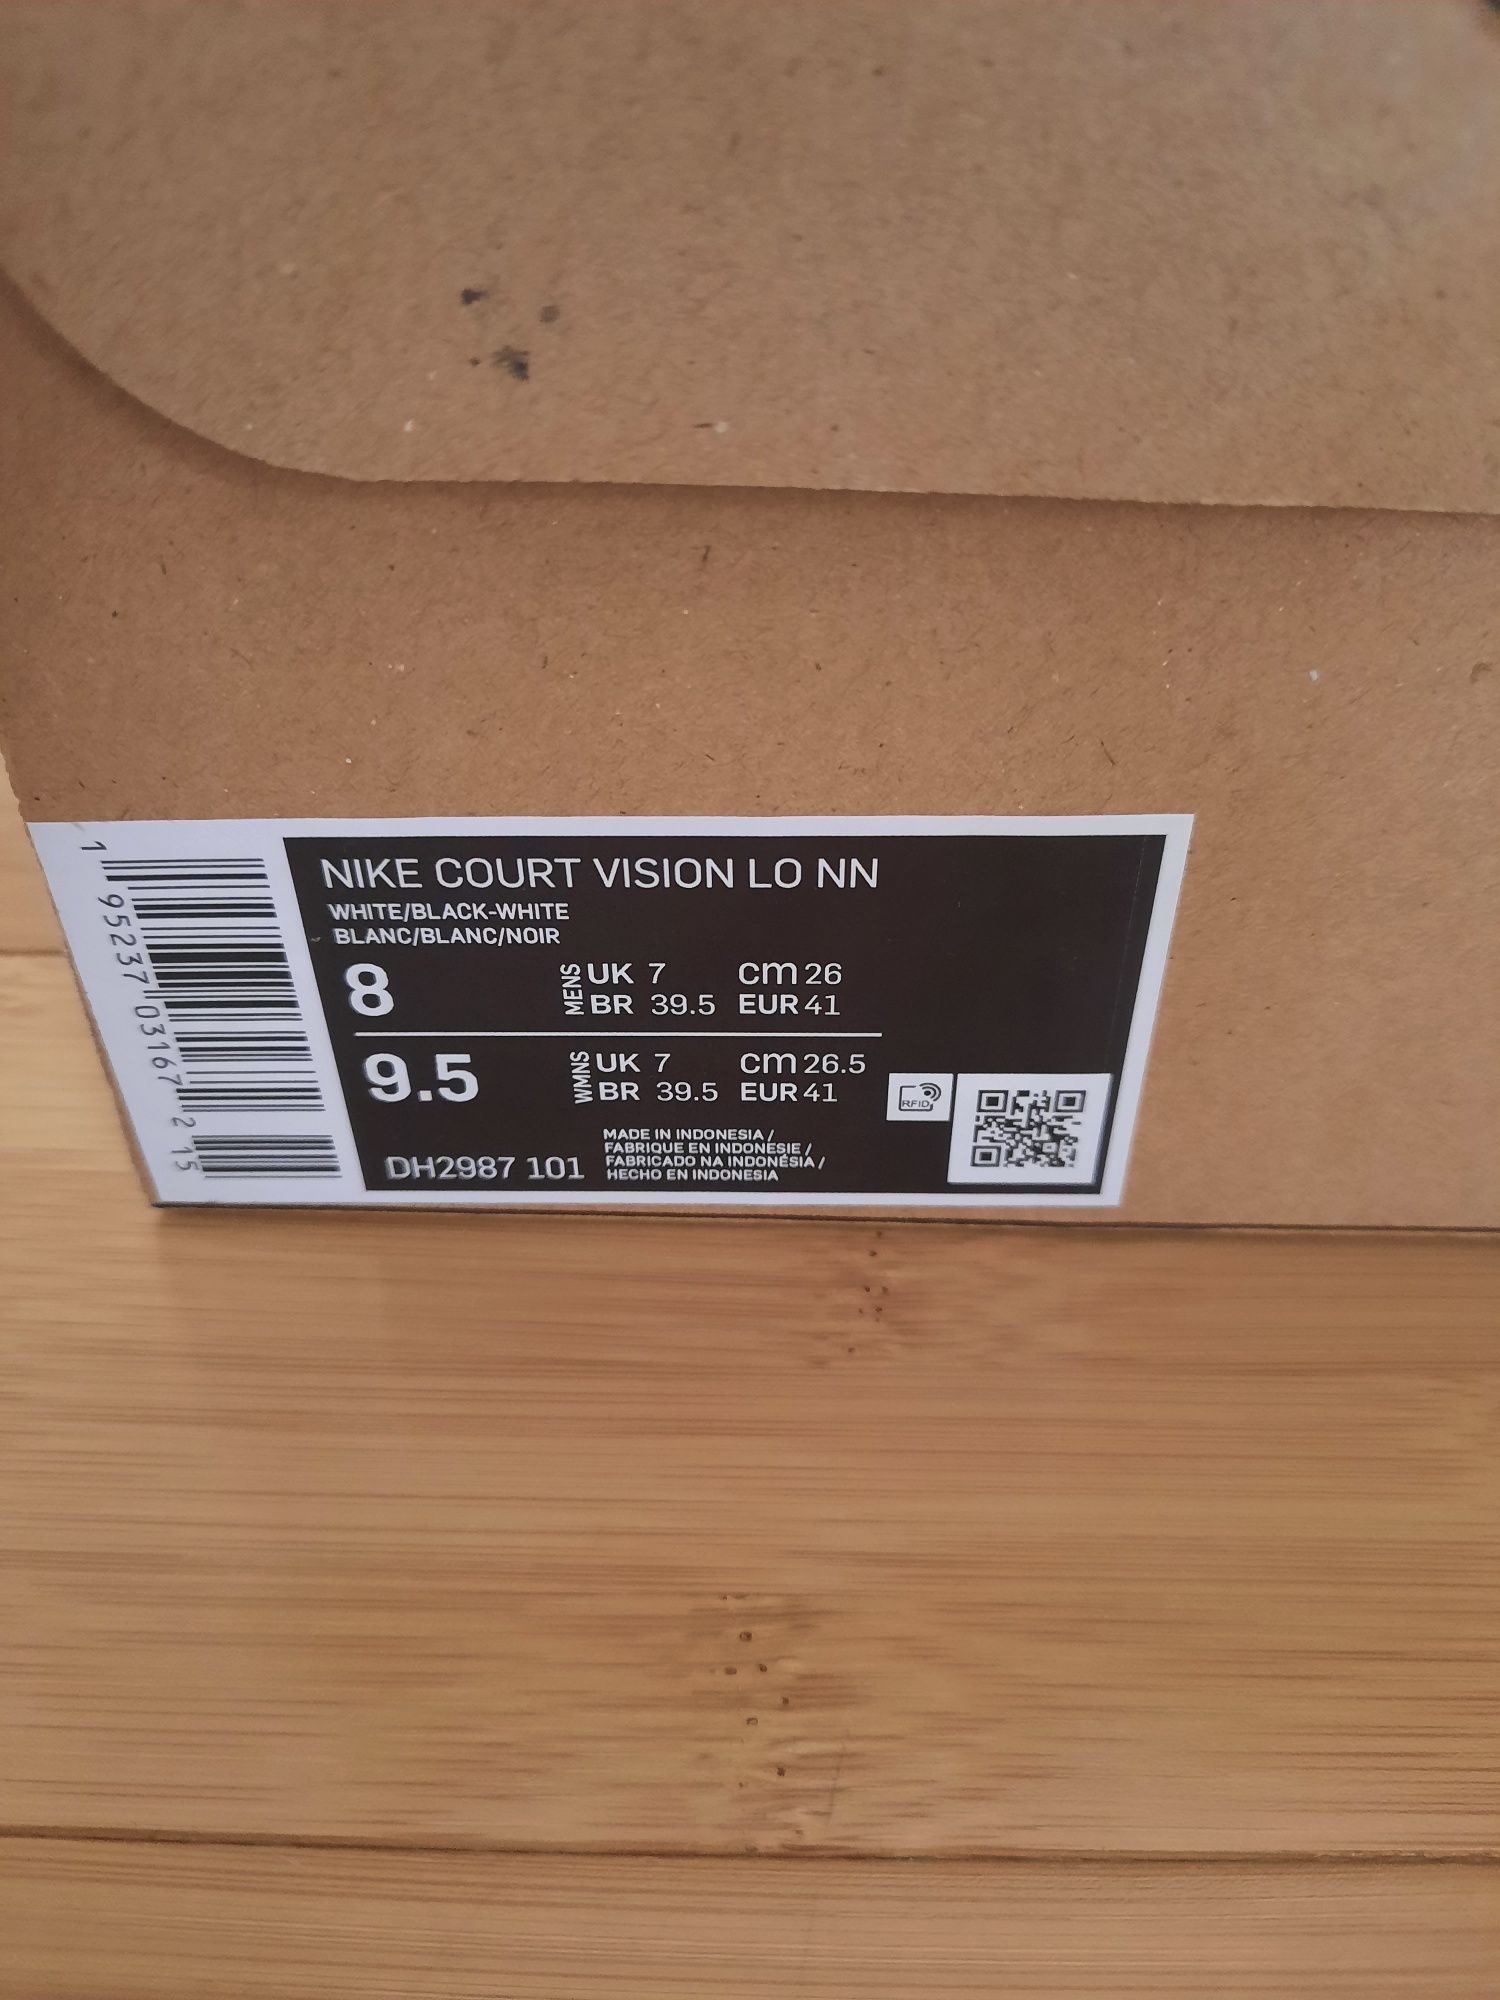 NIKE COURT VISION LO NN
WHITE/BLACK-WHITE
BLANC/BLANC/NOIR
8 MENS UK 7 cm 26
BR 39.5 EUR 41
9.5 WMNS UK 7 cm 26.5
BR 39.5 EUR 41
RFID
DH2987 101
MADE IN INDONESIA /
FABRIQUE EN INDONESIE /
FABRICADO NA INDONÉSIA /
HECHO EN INDONESIA
1 95237 03167 2 15